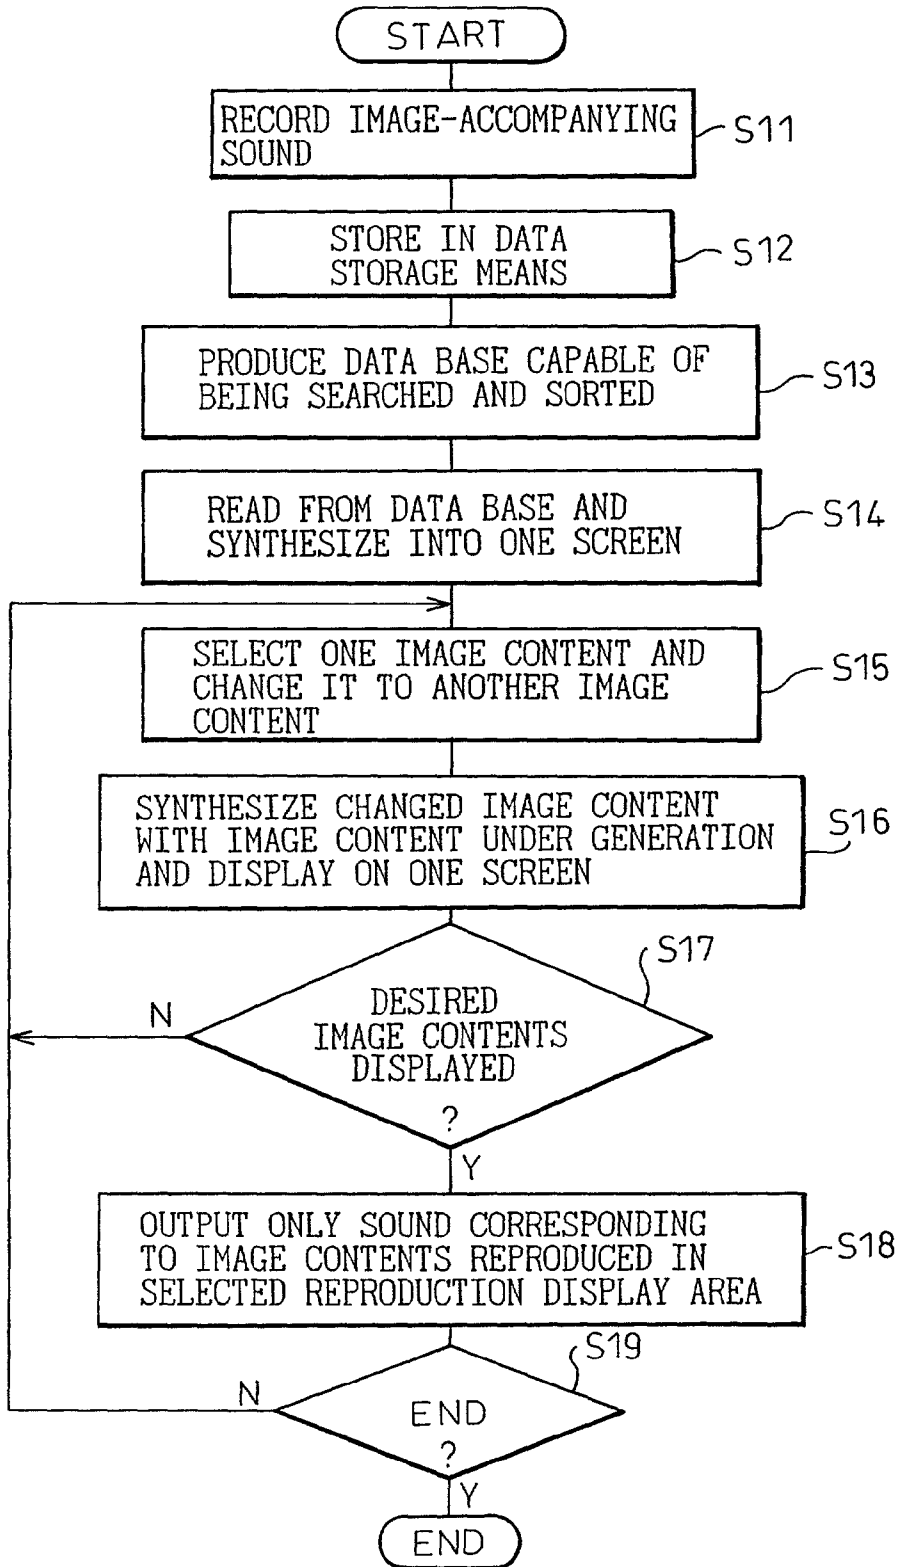 START
RECORD IMAGE-ACCOMPANYING
SOUND
S11
STORE IN DATA
STORAGE MEANS
S12
PRODUCE DATA BASE CAPABLE OF
BEING SEARCHED AND SORTED
S13
READ FROM DATA BASE AND
SYNTHESIZE INTO ONE SCREEN
S14
SELECT ONE IMAGE CONTENT AND
CHANGE IT TO ANOTHER IMAGE
CONTENT
S15
SYNTHESIZE CHANGED IMAGE CONTENT
WITH IMAGE CONTENT UNDER GENERATION
AND DISPLAY ON ONE SCREEN
S16
S17
N
DESIRED
IMAGE CONTENTS
DISPLAYED
?
Y
OUTPUT ONLY SOUND CORRESPONDING
TO IMAGE CONTENTS REPRODUCED IN
SELECTED REPRODUCTION DISPLAY AREA
S18
S19
N
END
?
Y
END